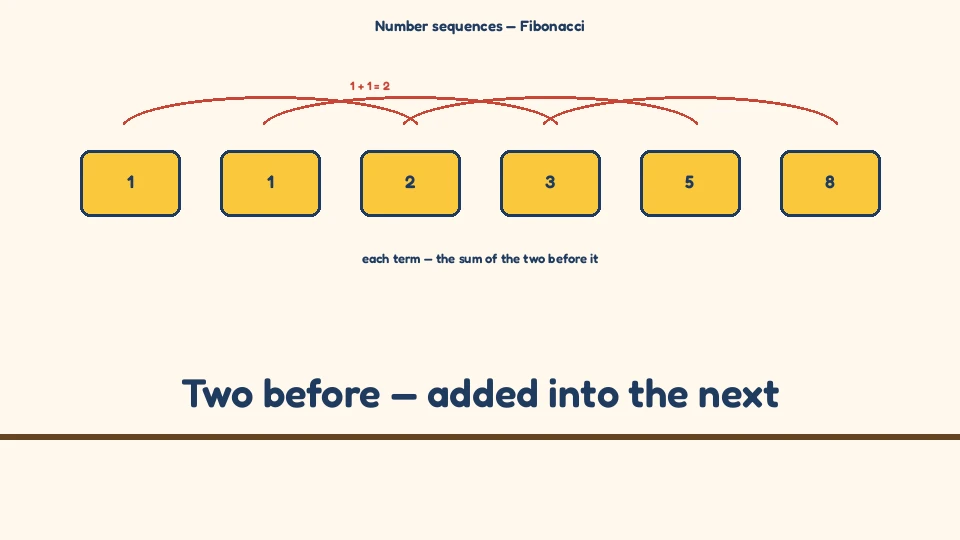 Number sequences — Fibonacci
1 + 1 = 2
1 1 2 3 5 8
each term — the sum of the two before it
Two before — added into the next